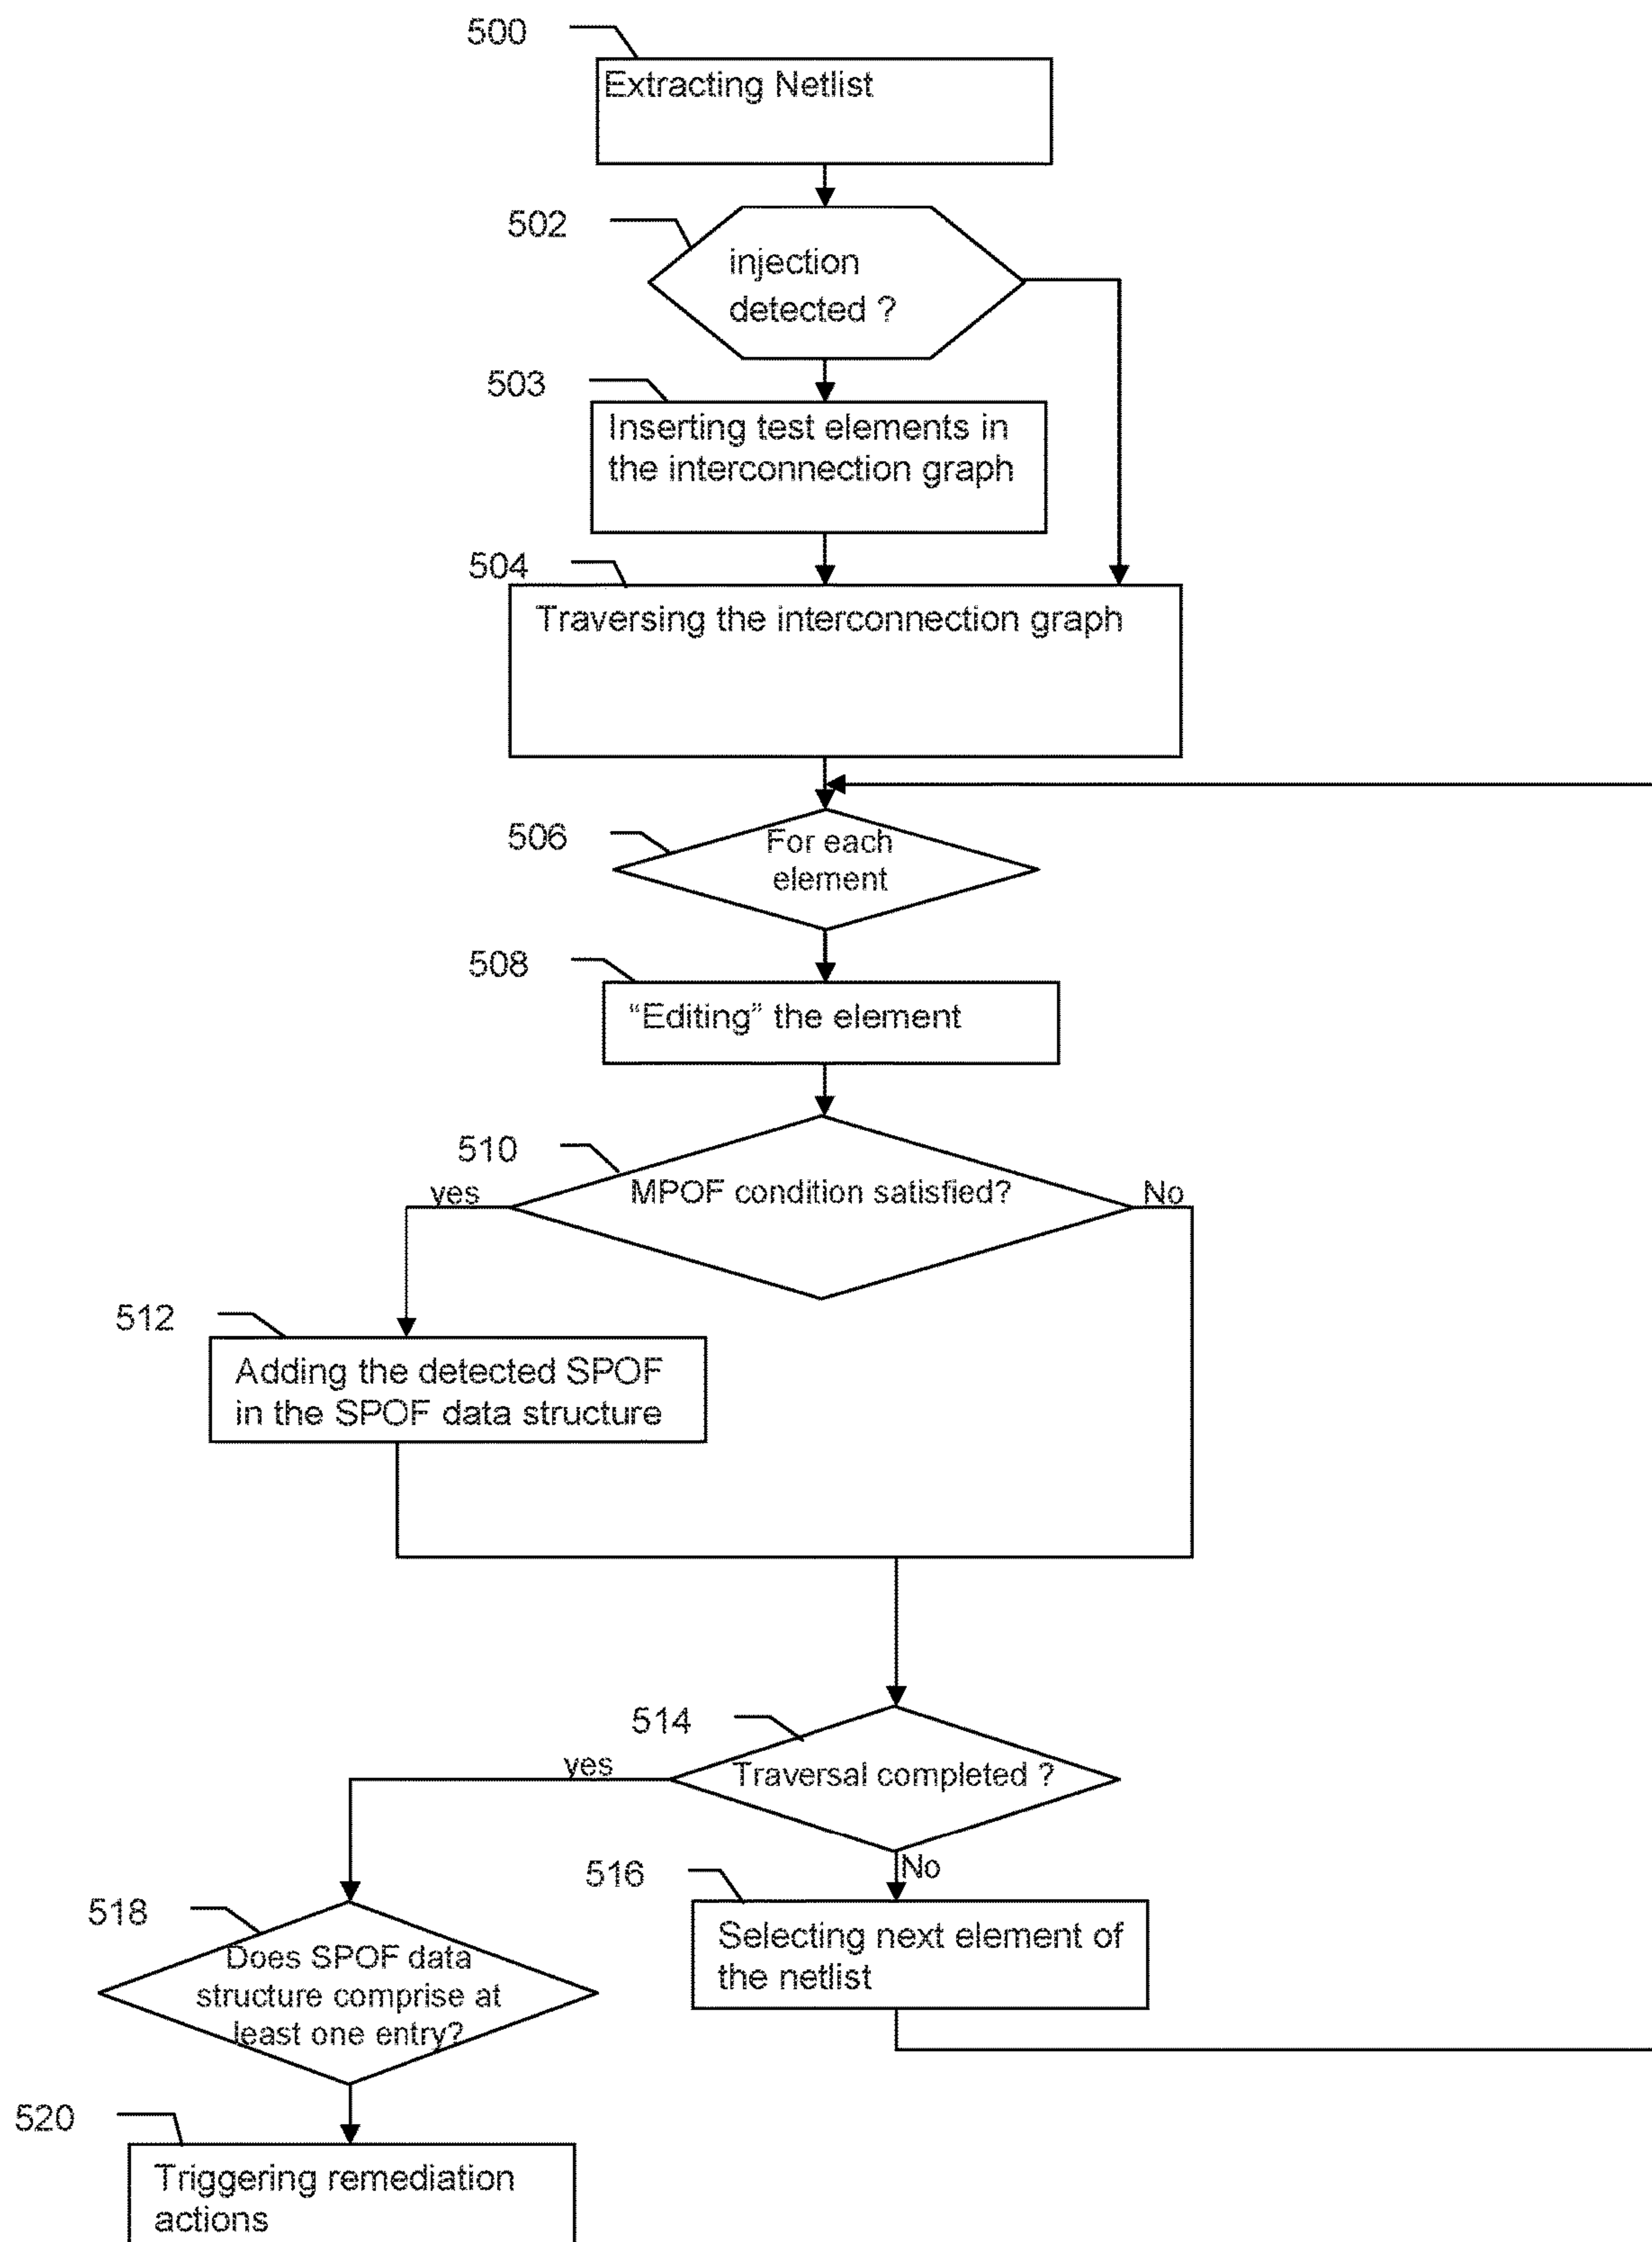 500
Extracting Netlist
502
injection
detected ?
503
Inserting test elements in
the interconnection graph
504
Traversing the interconnection graph
506
For each
element
508
“Editing” the element
510
MPOF condition satisfied?
yes
No
512
Adding the detected SPOF
in the SPOF data structure
514
Traversal completed ?
yes
No
516
Selecting next element of
the netlist
518
Does SPOF data
structure comprise at
least one entry?
520
Triggering remediation
actions